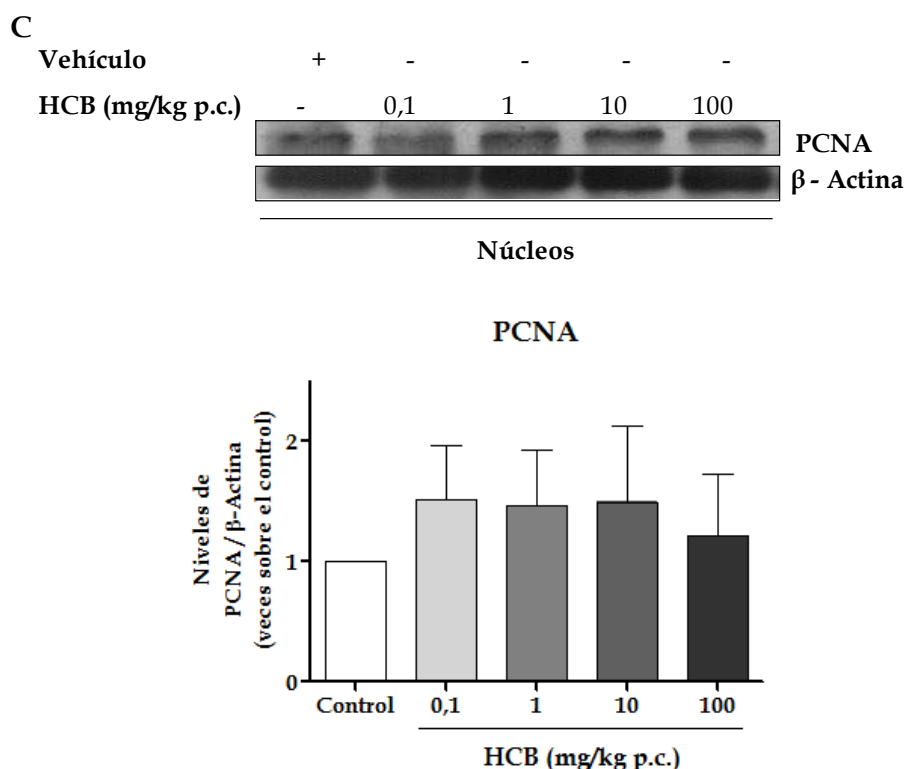 C
Vehículo + - - - -
HCB (mg/kg p.c.) - 0,1 1 10 100
PCNA
β - Actina
Núcleos
PCNA
Niveles de
PCNA / β-Actina
(veces sobre el control)
2
1
0
Control 0,1 1 10 100
HCB (mg/kg p.c.)